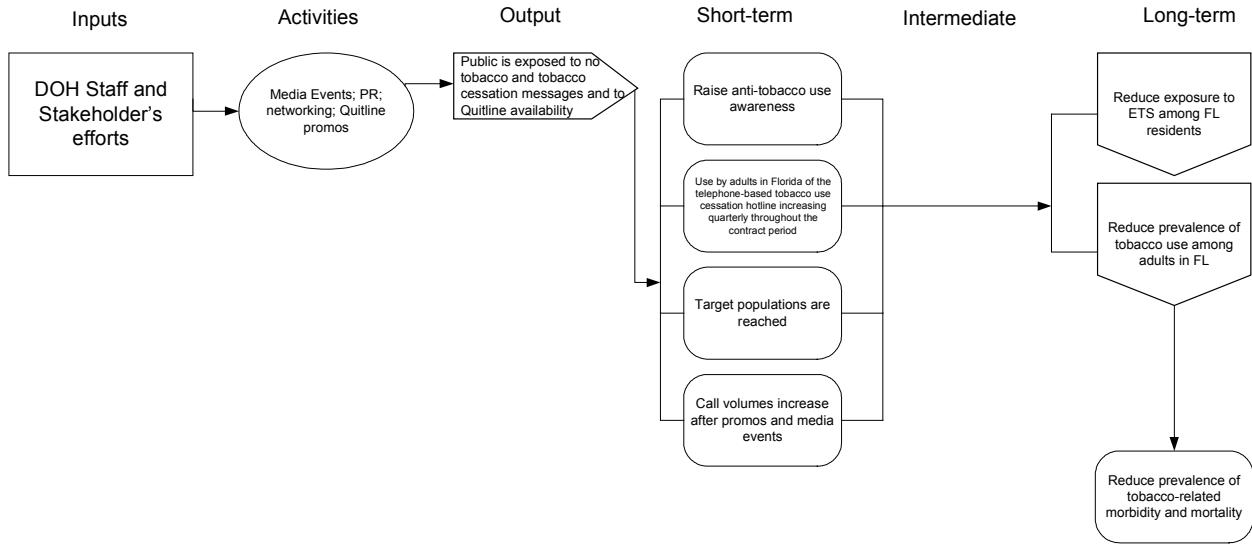 Inputs
Activities
Output
Short-term
Intermediate
Long-term
DOH Staff and
Stakeholder’s
efforts
Media Events; PR;
networking; Quitline
promos
Public is exposed to no
tobacco and tobacco
cessation messages and to
Quitline availability
Raise anti-tobacco use
awareness
Use by adults in Florida of the
telephone-based tobacco use
cessation hotline increasing
quarterly throughout the
contract period
Target populations are
reached
Call volumes increase
after promos and media
events
Reduce exposure to
ETS among FL
residents
Reduce prevalence of
tobacco use among
adults in FL
Reduce prevalence of
tobacco-related
morbidity and mortality